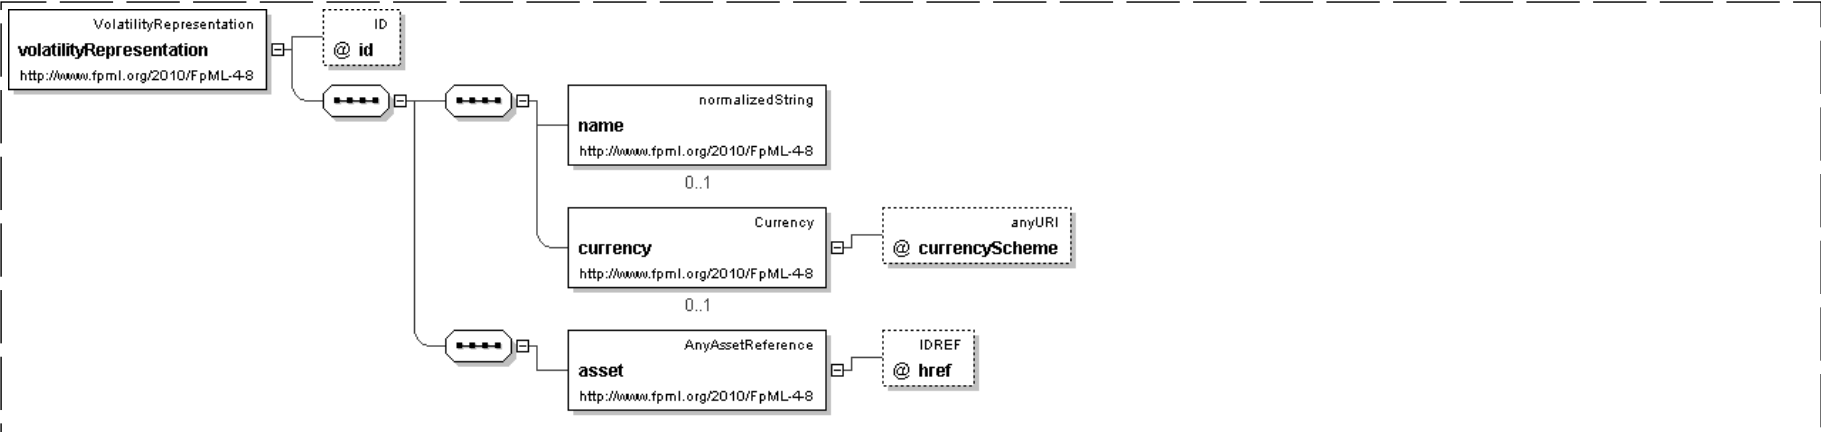 VolatilityRepresentation
volatilityRepresentation
http://www.fpml.org/2010/FpML-4-8
ID
@ id
normalizedString
name
http://www.fpml.org/2010/FpML-4-8
0..1
Currency
currency
http://www.fpml.org/2010/FpML-4-8
0..1
anyURI
@ currencyScheme
AnyAssetReference
asset
http://www.fpml.org/2010/FpML-4-8
IDREF
@ href